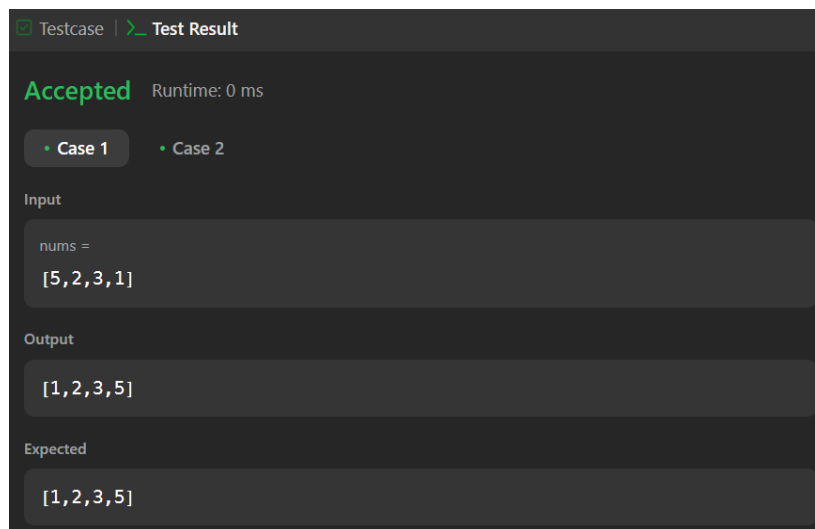 Testcase | >_ Test Result
Accepted Runtime: 0 ms
• Case 1 • Case 2
Input
nums =
[5,2,3,1]
Output
[1,2,3,5]
Expected
[1,2,3,5]